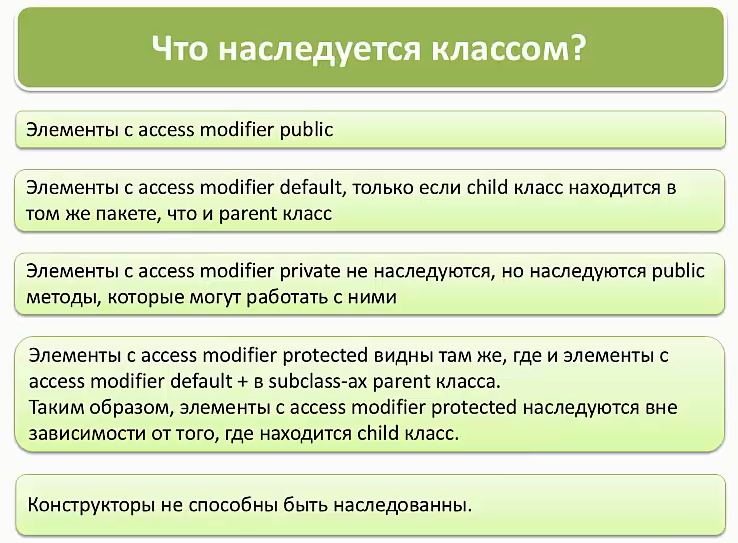 Что наследуется классом?
Элементы с access modifier public
Элементы с access modifier default, только если child класс находится в
том же пакете, что и parent класс
Элементы с access modifier private не наследуются, но наследуются public
методы, которые могут работать с ними
Элементы с access modifier protected видны там же, где и элементы с
access modifier default + в subclass-ах parent класса.
Таким образом, элементы с access modifier protected наследуются вне
зависимости от того, где находится child класс.
Конструкторы не способны быть наследованны.